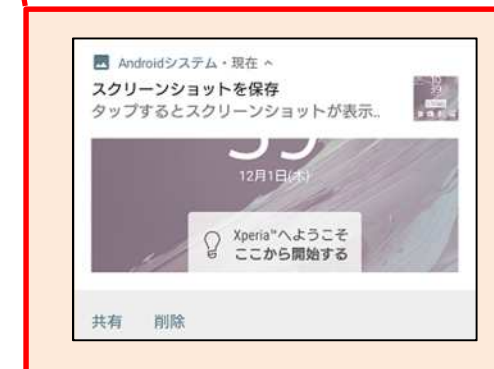 Androidシステム・現在
スクリーンショットを保存
タップするとスクリーンショットが表示..
12月1日(木)
Xperia™へようこそ
ここから開始する
共有 削除